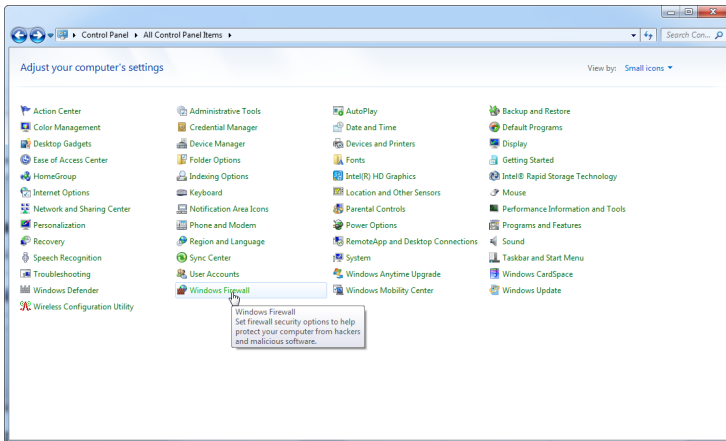 Control Panel ▸ All Control Panel Items ▸
Search Con...
Adjust your computer's settings
View by: Small icons
Action Center
Administrative Tools
AutoPlay
Backup and Restore
Color Management
Credential Manager
Date and Time
Default Programs
Desktop Gadgets
Device Manager
Devices and Printers
Display
Ease of Access Center
Folder Options
Fonts
Getting Started
HomeGroup
Indexing Options
Intel(R) HD Graphics
Intel® Rapid Storage Technology
Internet Options
Keyboard
Location and Other Sensors
Mouse
Network and Sharing Center
Notification Area Icons
Parental Controls
Performance Information and Tools
Personalization
Phone and Modem
Power Options
Programs and Features
Recovery
Region and Language
RemoteApp and Desktop Connections
Sound
Speech Recognition
Sync Center
System
Taskbar and Start Menu
Troubleshooting
User Accounts
Windows Anytime Upgrade
Windows CardSpace
Windows Defender
Windows Firewall
Windows Mobility Center
Windows Update
Wireless Configuration Utility
Windows Firewall
Set firewall security options to help
protect your computer from hackers
and malicious software.